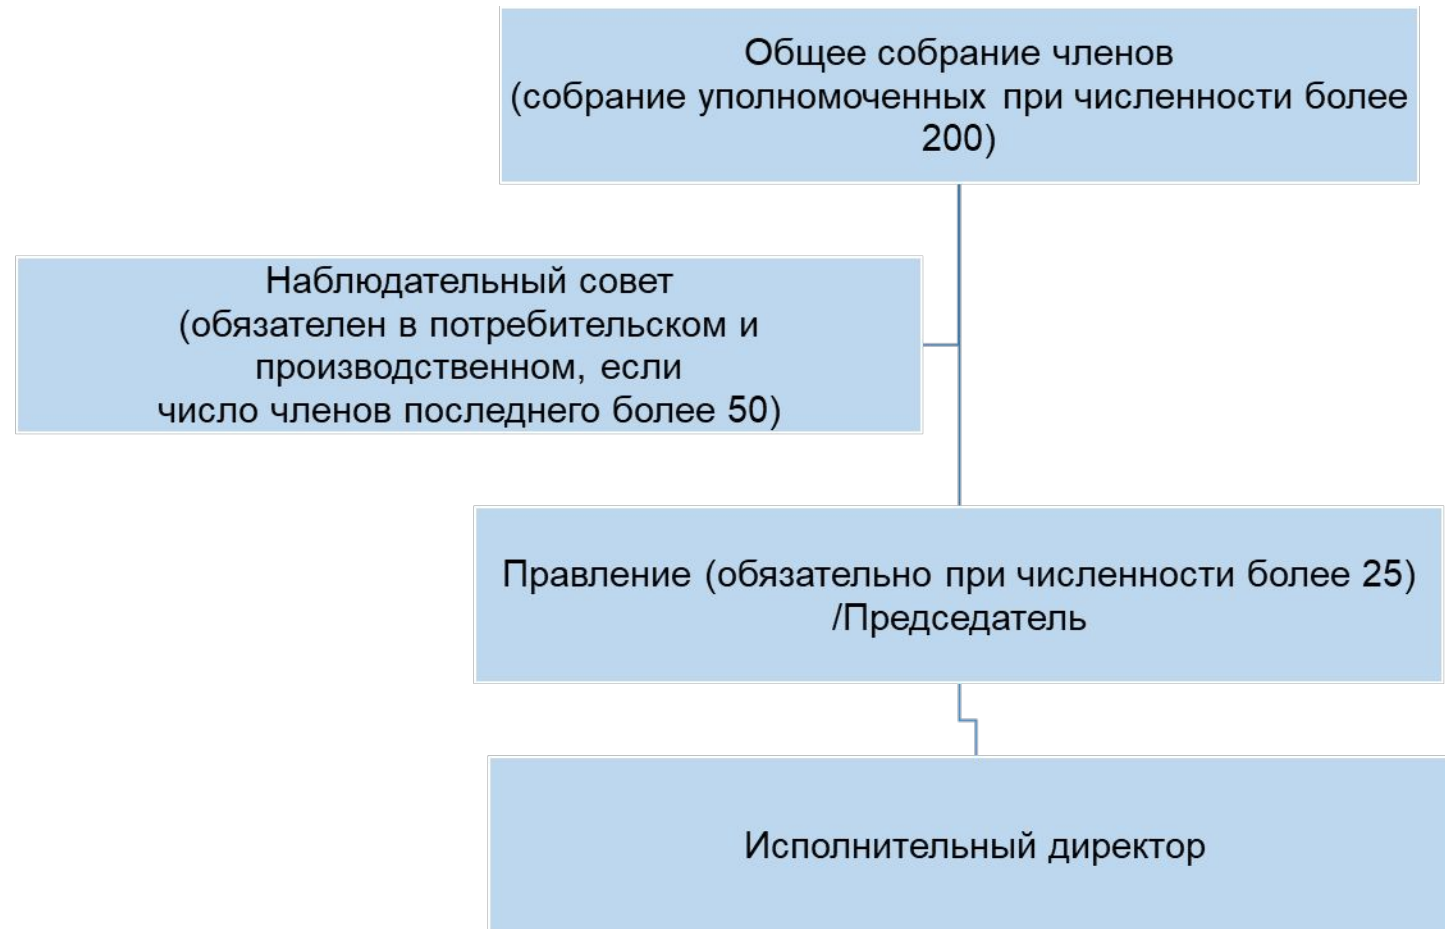 Общее собрание членов
(собрание уполномоченных при численности более
200)
Наблюдательный совет
(обязателен в потребительском и
производственном, если
число членов последнего более 50)
Правление (обязательно при численности более 25)
/Председатель
Исполнительный директор